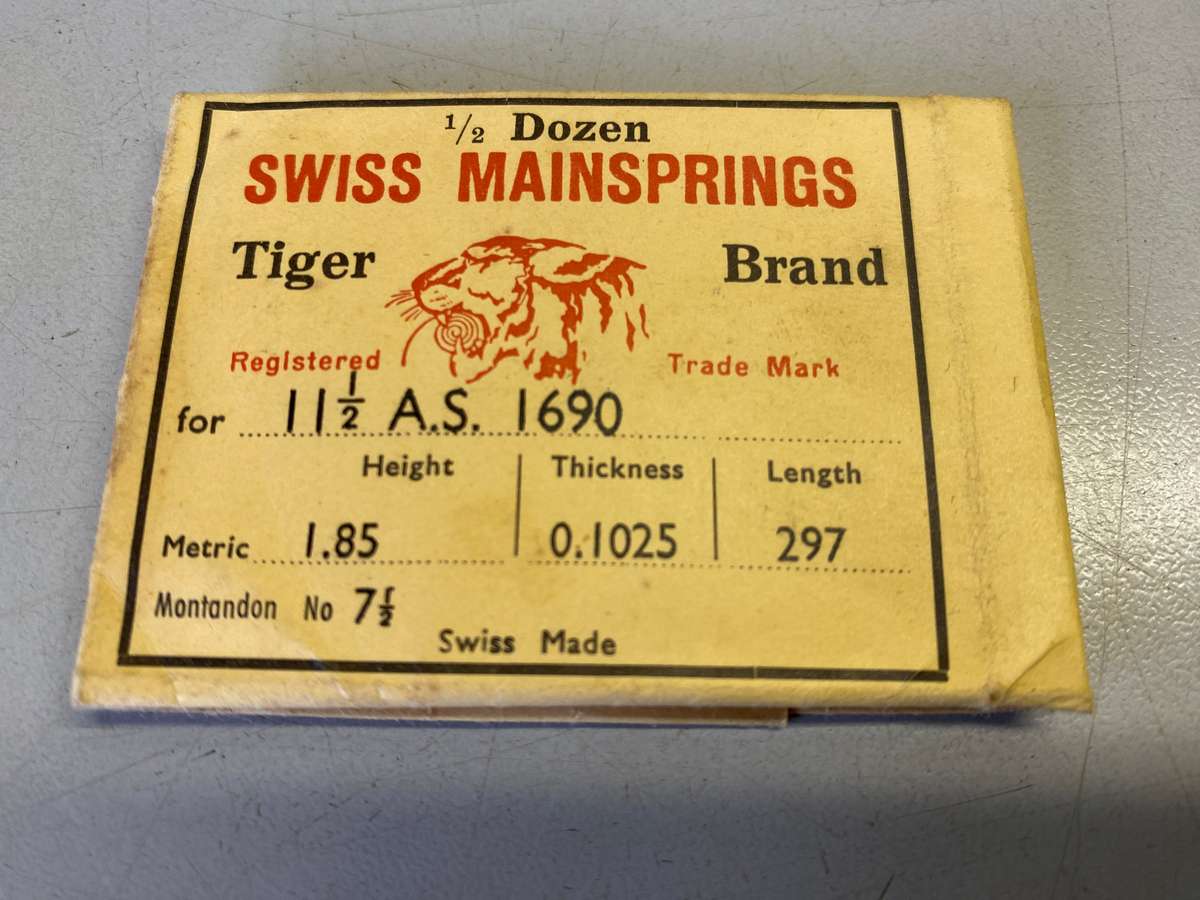 1/2 Dozen
SWISS MAINSPRINGS
Tiger Brand
Registered Trade Mark
for 11 1/2 A.S. 1690
Height Thickness Length
Metric 1.85 0.1025 297
Montandon No 7 1/2
Swiss Made